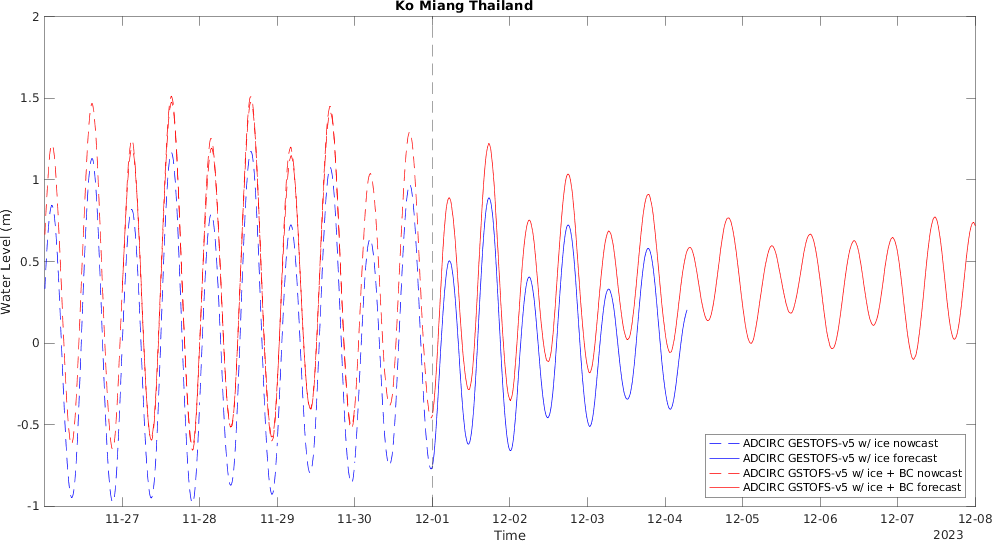 Ko Miang Thailand
Water Level (m)
2
1.5
1
0.5
0
-0.5
-1
11-27
11-28
11-29
11-30
12-01
12-02
12-03
12-04
12-05
12-06
12-07
12-08
Time
2023
ADCIRC GESTOFS-v5 w/ ice nowcast
ADCIRC GESTOFS-v5 w/ ice forecast
ADCIRC GSTOFS-v5 w/ ice + BC nowcast
ADCIRC GSTOFS-v5 w/ ice + BC forecast